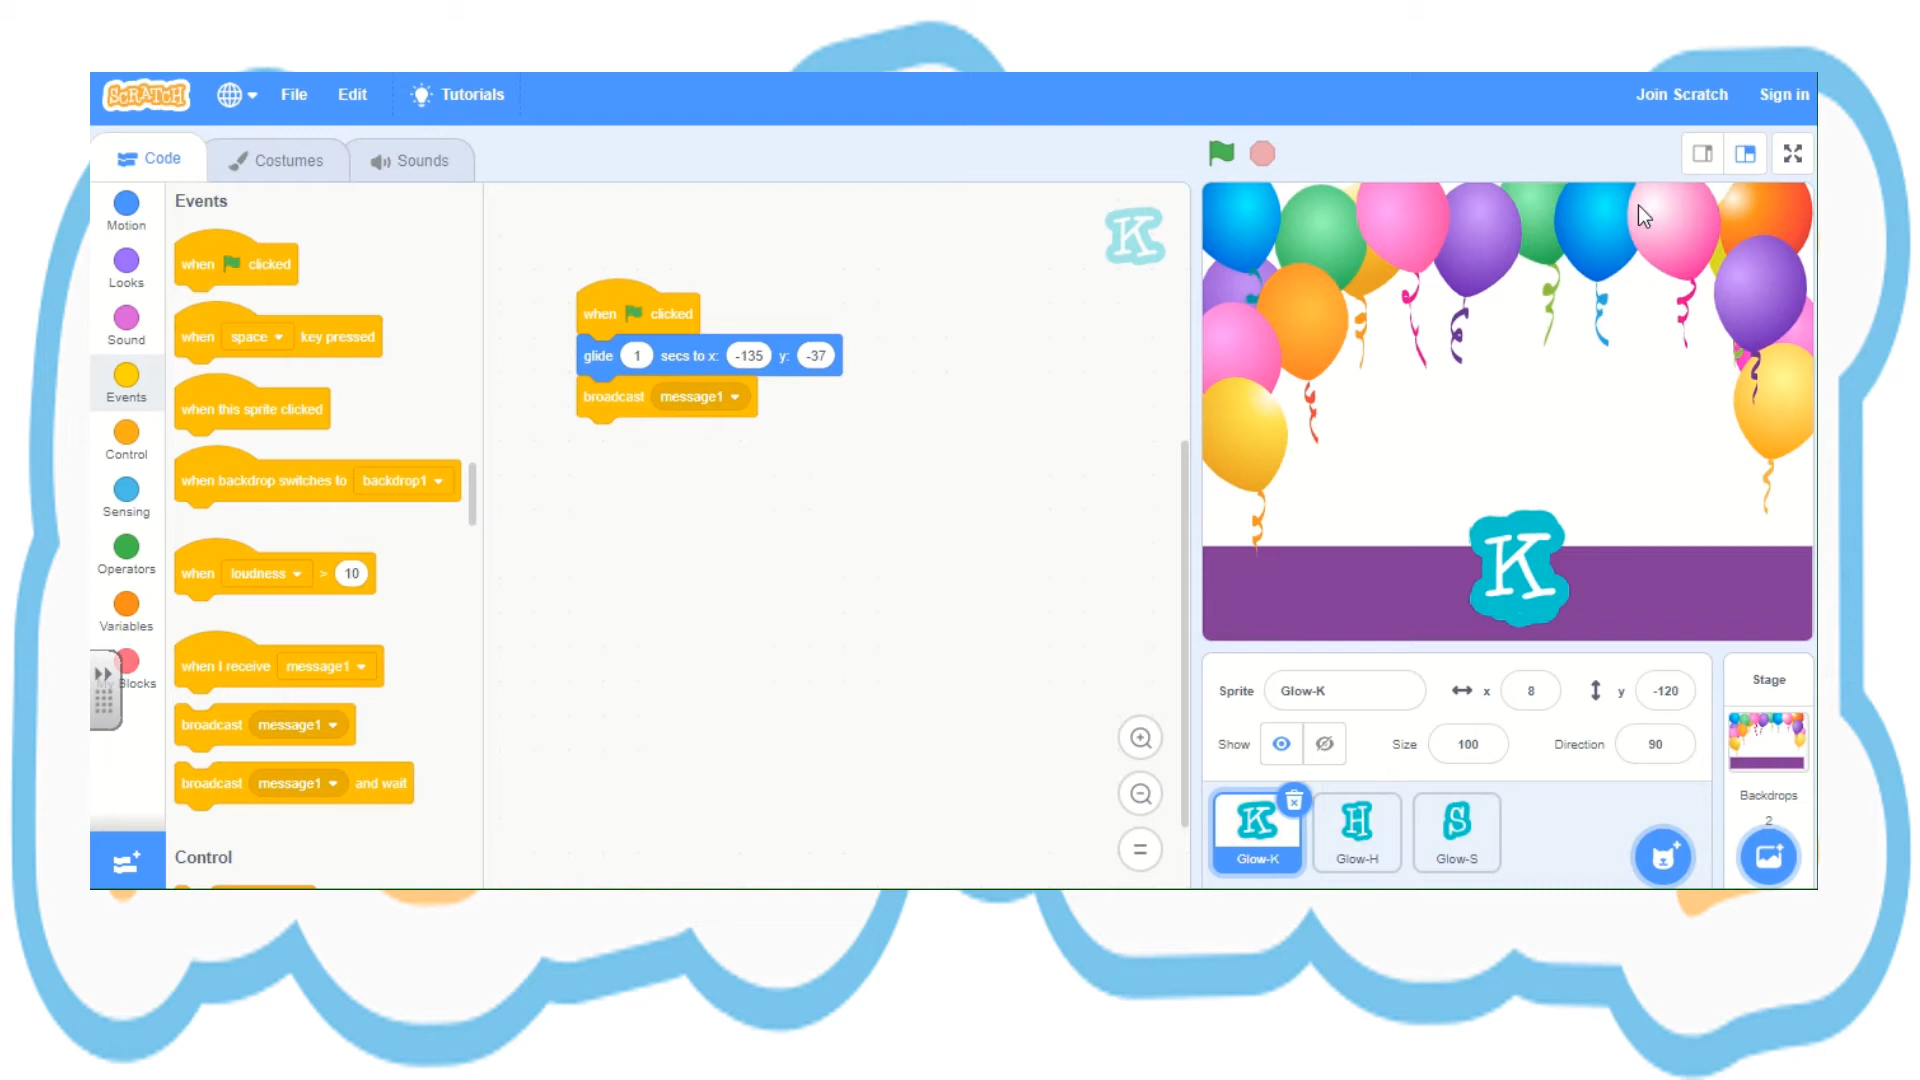 SCRATCH File Edit Tutorials Join Scratch Sign in
Code Costumes Sounds
Motion
Looks
Sound
Events
Control
Sensing
Operators
Variables
Blocks
Events
when clicked
when space key pressed
when this sprite clicked
when backdrop switches to backdrop1
when loudness > 10
when I receive message1
broadcast message1
broadcast message1 and wait
Control
when clicked
glide 1 secs to x: -135 y: -37
broadcast message1
K
K
Sprite Glow-K x 8 y -120
Show Size 100 Direction 90
K H S
Glow-K Glow-H Glow-S
Stage
Backdrops
2